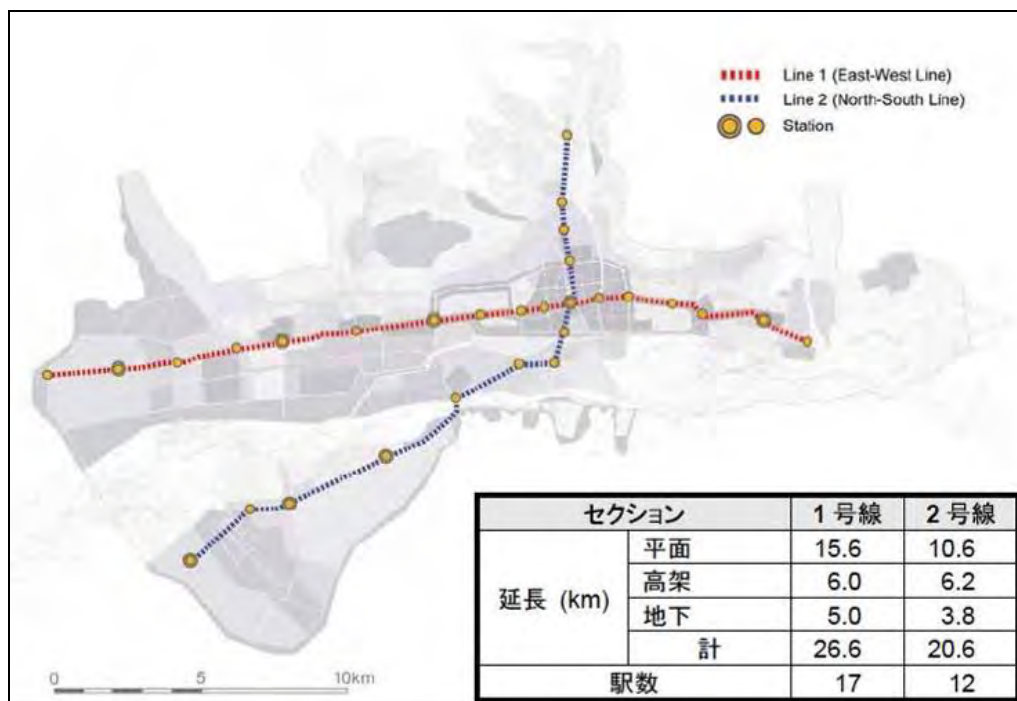 Line 1 (East-West Line)
Line 2 (North-South Line)
Station
セクション 1号線 2号線
延長 (km) 平面 15.6 10.6
高架 6.0 6.2
地下 5.0 3.8
計 26.6 20.6
駅数 17 12
0 5 10km